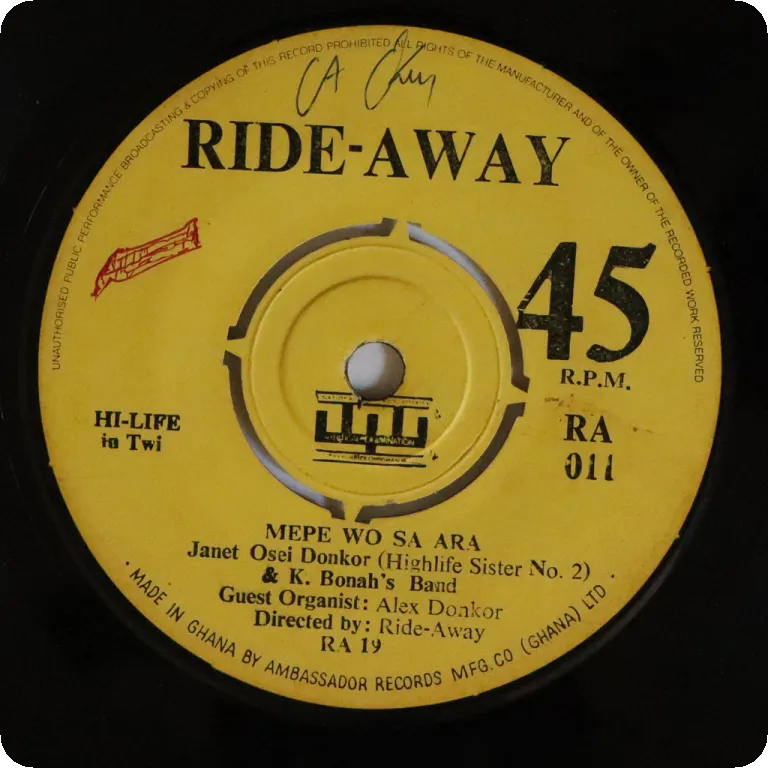 UNAUTHORISED PUBLIC PERFORMANCE BROADCASTING & COPYING OF THIS RECORD PROHIBITED ALL RIGHTS OF THE MANUFACTURER AND OF THE OWNER OF THE RECORDED WORK RESERVED
RIDE-AWAY
45
R.P.M.
HI-LIFE
in Twi
RA
011
MEPE WO SA ARA
Janet Osei Donkor (Highlife Sister No. 2)
& K. Bonah's Band
Guest Organist: Alex Donkor
Directed by: Ride-Away
RA 19
· MADE IN GHANA BY AMBASSADOR RECORDS MFG. CO (GHANA) LTD ·